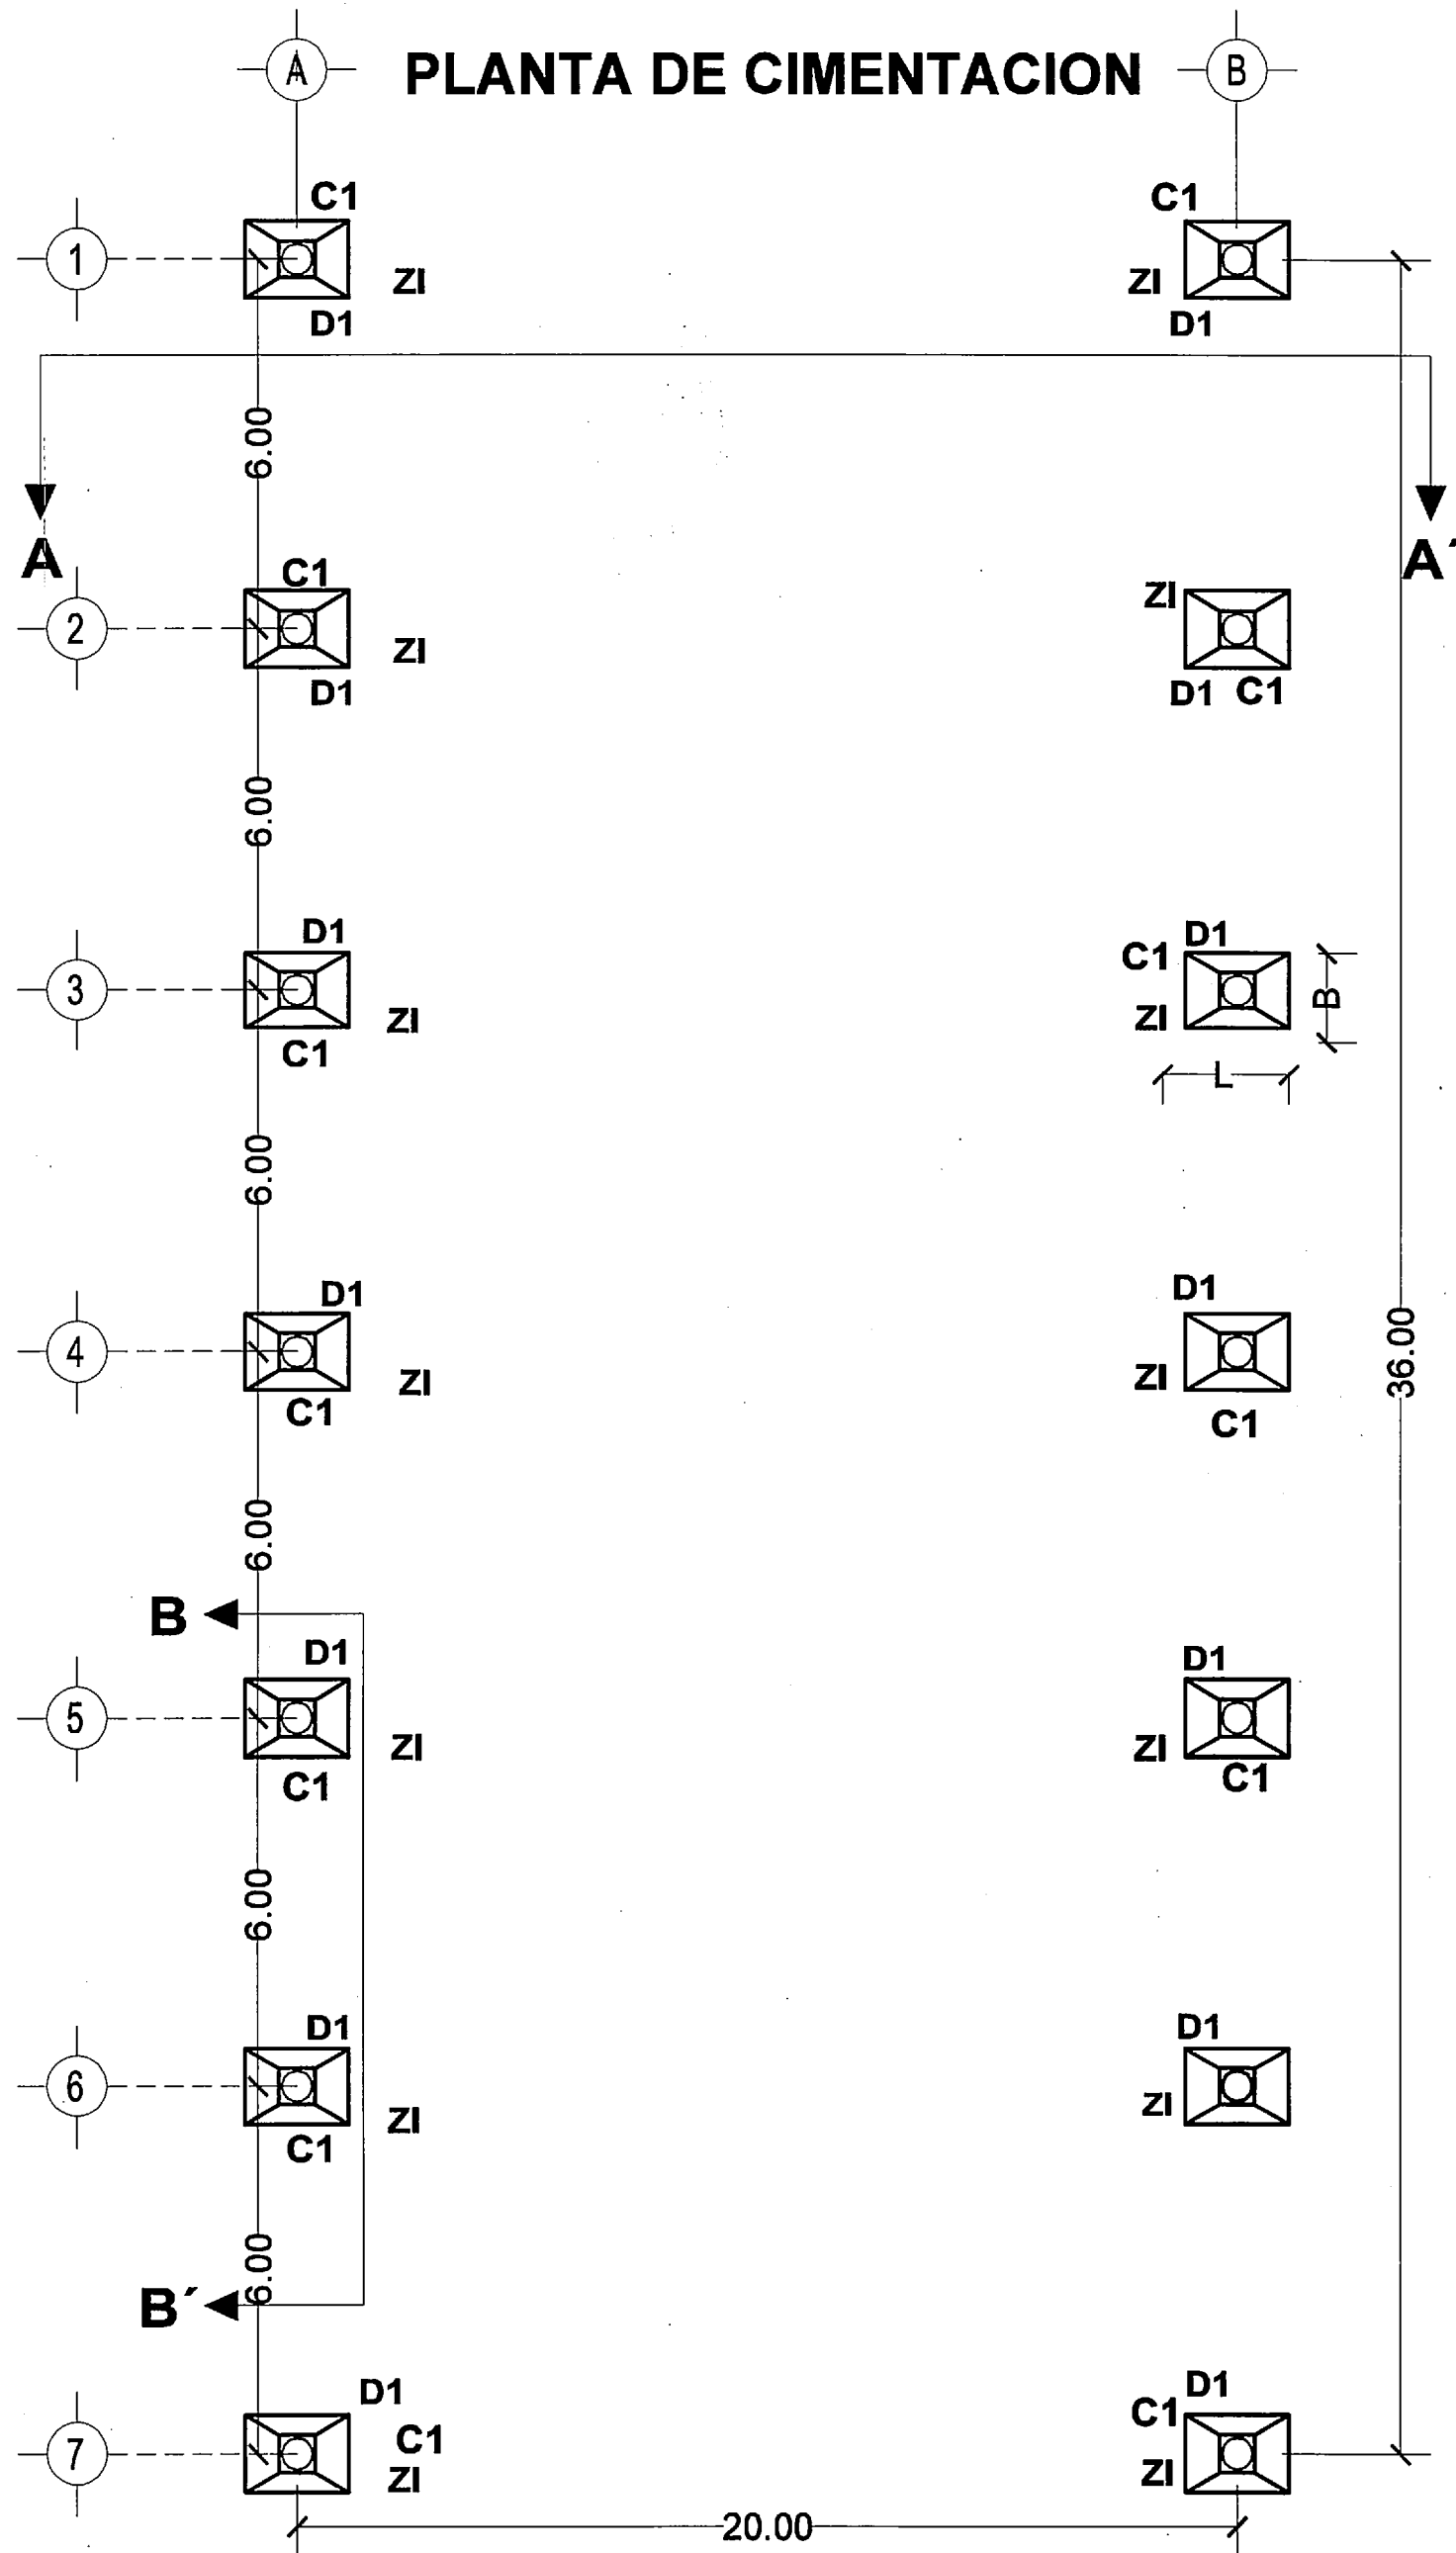 A PLANTA DE CIMENTACION B
C1 C1
1
ZI ZI
D1 D1
6.00
A A´
C1 ZI
2
ZI
D1 D1 C1
6.00
D1 D1
C1
3 B
ZI ZI
C1
L
6.00
D1 D1
4 36.00
ZI ZI
C1 C1
6.00
B
D1 D1
5
ZI ZI
C1 C1
6.00
D1 D1
6
ZI ZI
C1
6.00
B´
D1 D1
C1 C1
7
ZI ZI
20.00